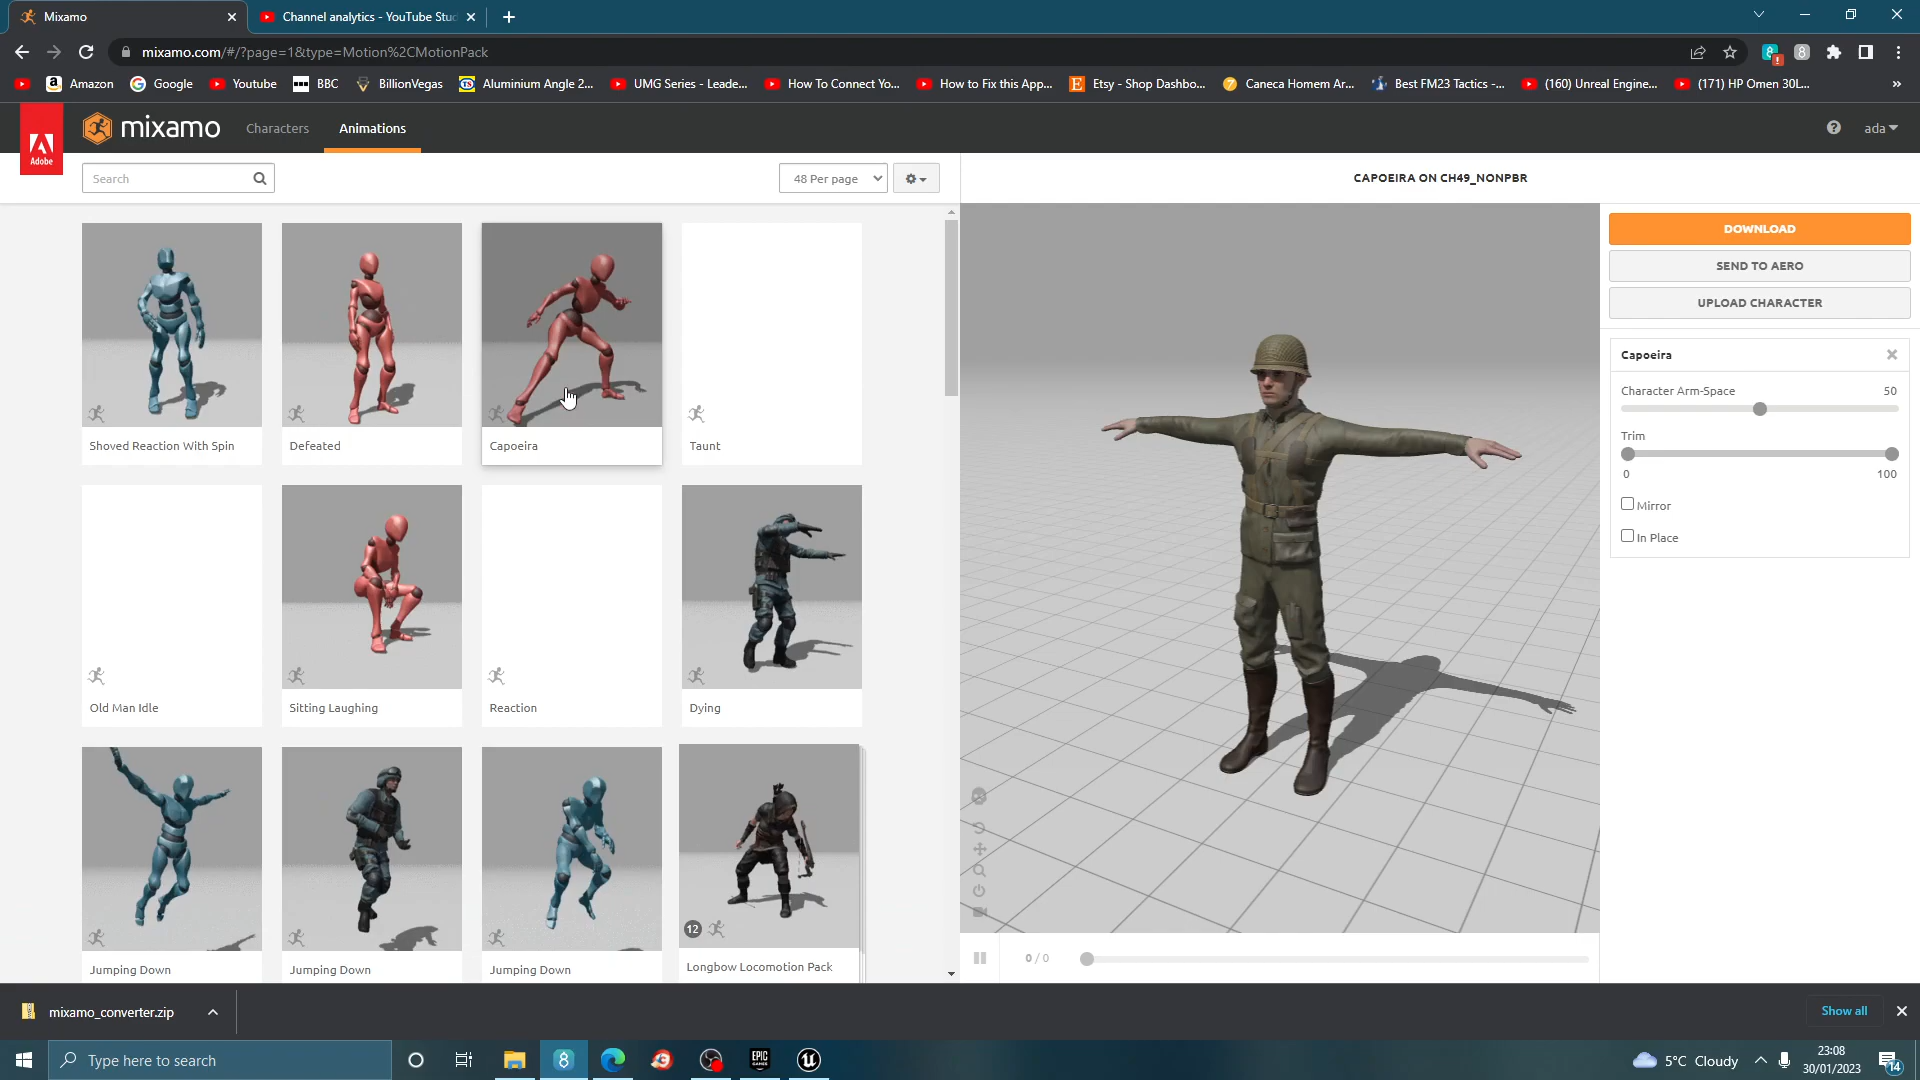 Mixamo
Channel analytics - YouTube Stud
mixamo.com/#/?page=1&type=Motion%2CMotionPack
Amazon
Google
Youtube
BBC
BillionVegas
Aluminium Angle 2...
UMG Series - Leade...
How To Connect Yo...
How to Fix this App...
Etsy - Shop Dashbo...
Caneca Homem Ar...
Best FM23 Tactics -...
(160) Unreal Engine...
(171) HP Omen 30L...
»
Adobe
mixamo
Characters
Animations
ada
Search
48 Per page
CAPOEIRA ON CH49_NONPBR
DOWNLOAD
SEND TO AERO
UPLOAD CHARACTER
Capoeira
Character Arm-Space
50
Trim
0
100
Mirror
In Place
Shoved Reaction With Spin
Defeated
Capoeira
Taunt
Old Man Idle
Sitting Laughing
Reaction
Dying
12
Jumping Down
Jumping Down
Jumping Down
Longbow Locomotion Pack
0 / 0
mixamo_converter.zip
Show all
Type here to search
EPIC GAMES
5°C Cloudy
23:08
30/01/2023
14